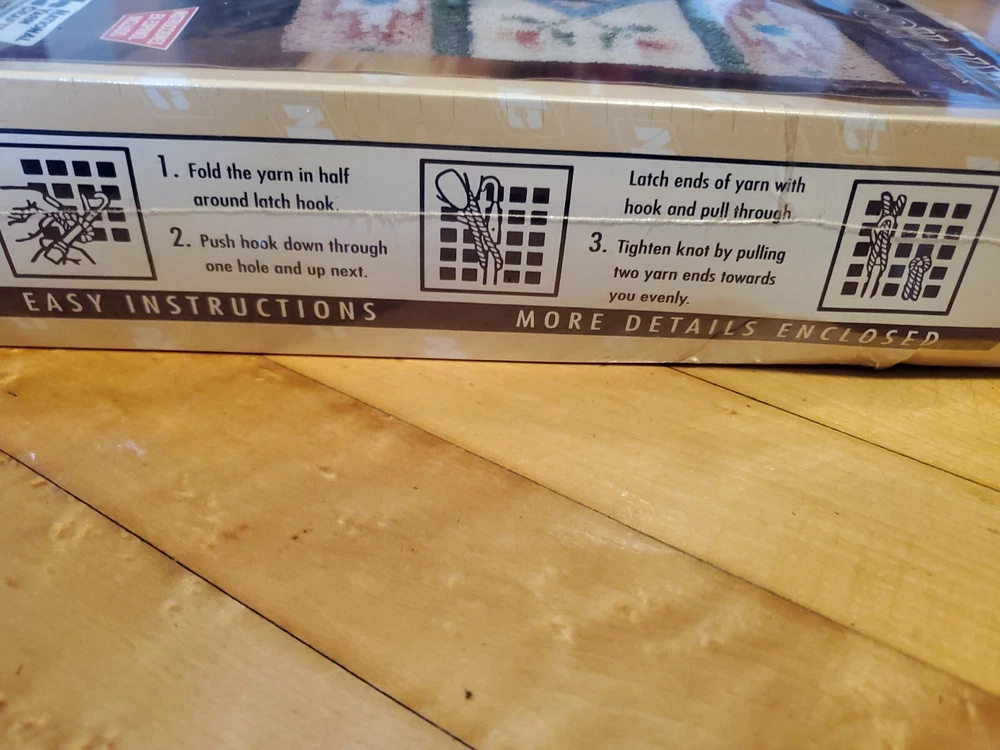 1. Fold the yarn in half
around latch hook.
2. Push hook down through
one hole and up next.
Latch ends of yarn with
hook and pull through.
3. Tighten knot by pulling
two yarn ends towards
you evenly.
EASY INSTRUCTIONS
MORE DETAILS ENCLOSED